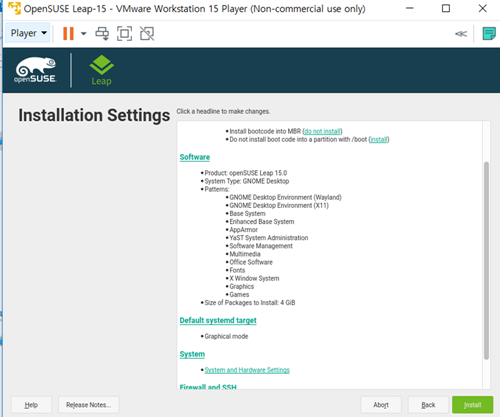 OpenSUSE Leap-15 - VMware Workstation 15 Player (Non-commercial use only)
Player
openSUSE
Leap
Installation Settings
Click a headline to make changes.
Install bootcode into MBR (do not install)
Do not install boot code into a partition with /boot (install)
Software
Product: openSUSE Leap 15.0
System Type: GNOME Desktop
Patterns:
GNOME Desktop Environment (Wayland)
GNOME Desktop Environment (X11)
Base System
Enhanced Base System
AppArmor
YaST System Administration
Software Management
Multimedia
Office Software
Fonts
X Window System
Graphics
Games
Size of Packages to Install: 4 GiB
Default systemd target
Graphical mode
System
System and Hardware Settings
Firewall and SSH
Help
Release Notes...
Abort
Back
Install